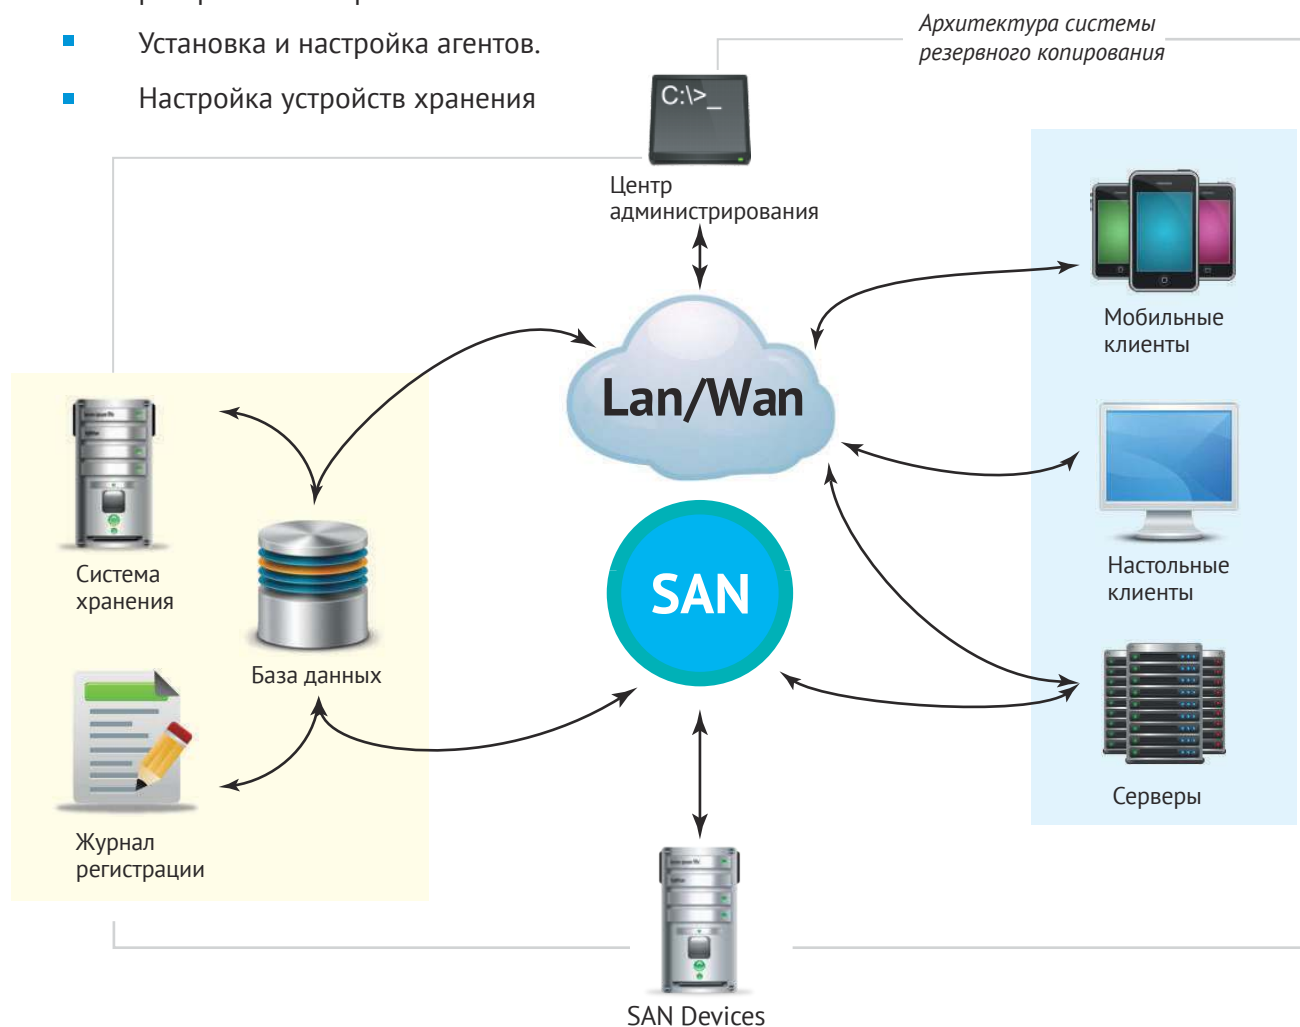 Установка и настройка агентов.
Настройка устройств хранения
Архитектура системы
резервного копирования
C:\>_
Центр
администрирования
Мобильные
клиенты
Lan/Wan
Настольные
клиенты
SAN
Система
хранения
База данных
Серверы
Журнал
регистрации
SAN Devices